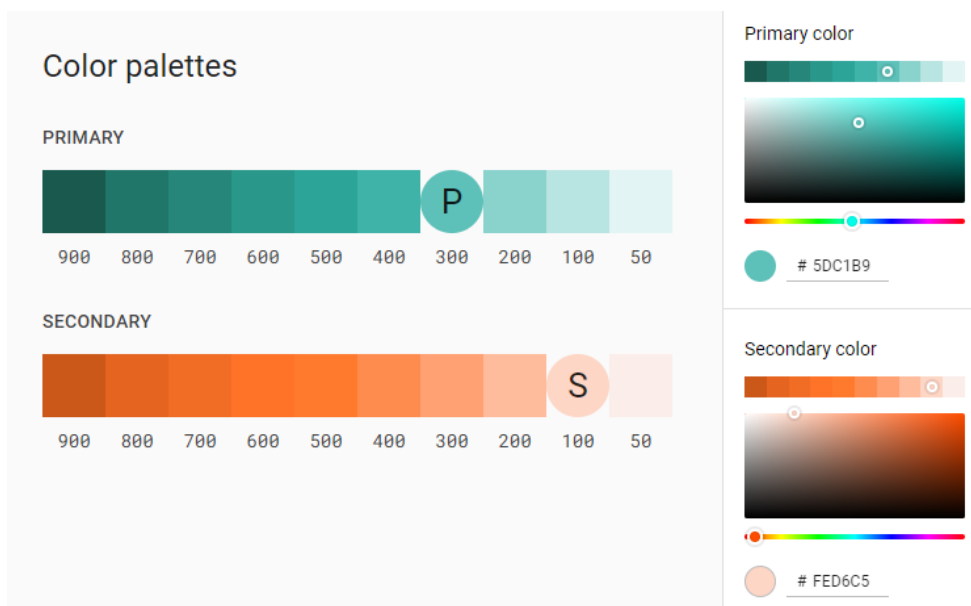 Color palettes
PRIMARY
P
900 800 700 600 500 400 300 200 100 50
SECONDARY
S
900 800 700 600 500 400 300 200 100 50
Primary color
# 5DC1B9
Secondary color
# FED6C5